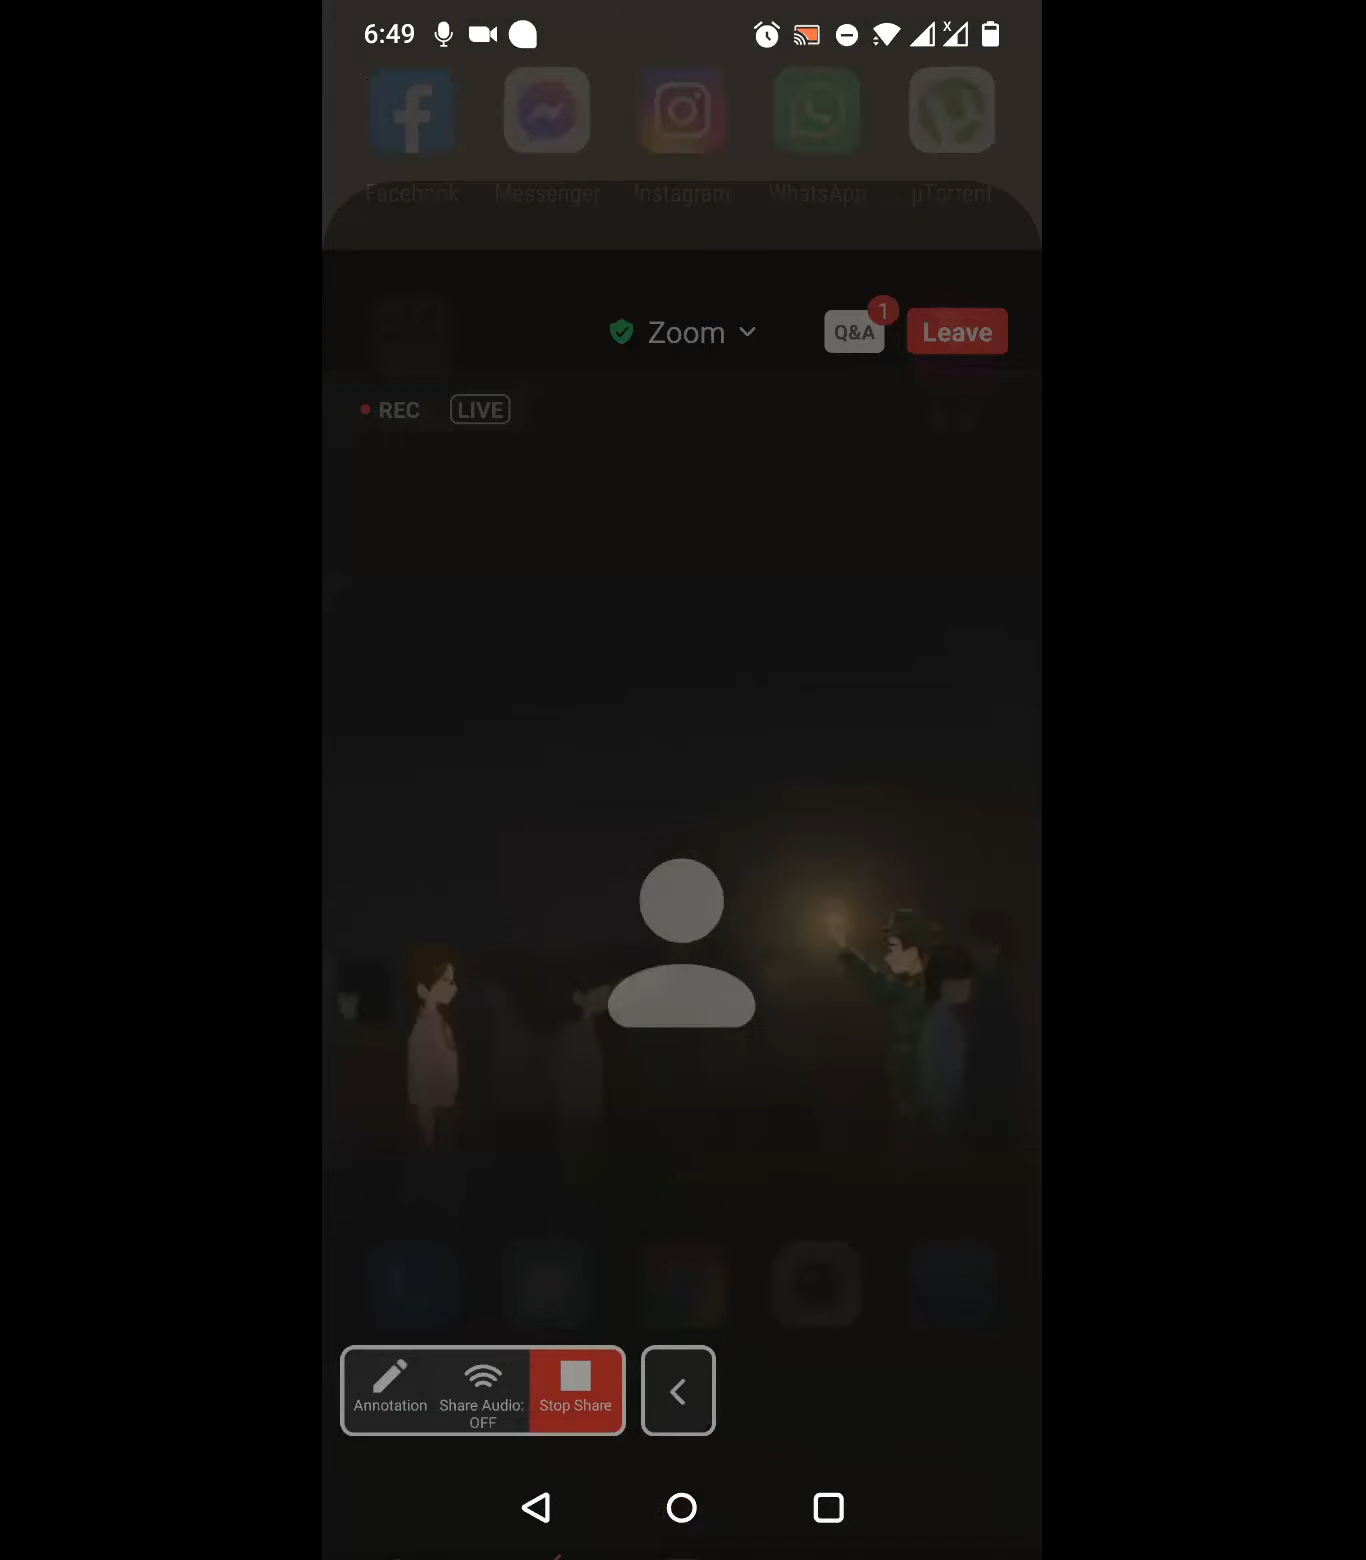 6:49
x
Facebook Messenger Instagram WhatsApp µTorrent
Zoom Q&A 1 Leave
REC LIVE
Annotation Share Audio: OFF Stop Share